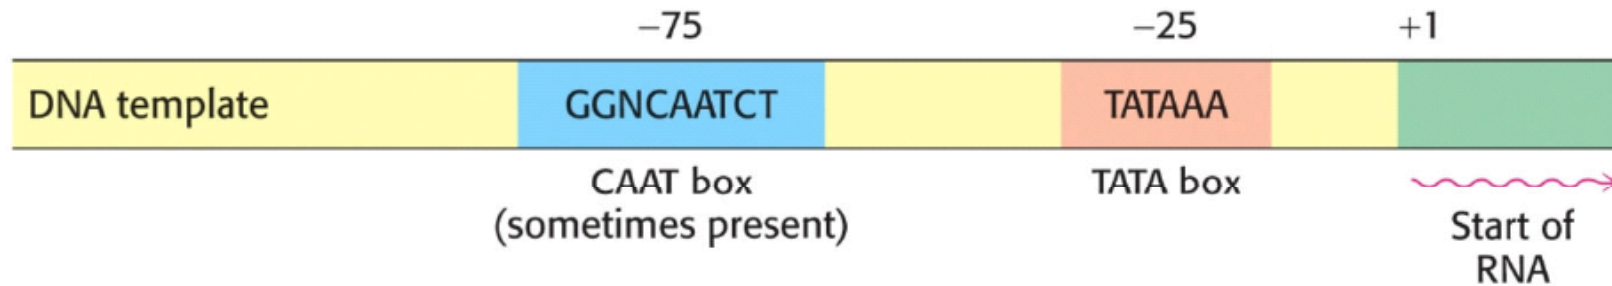 −75 −25 +1
DNA template GGNCAATCT TATAAA
CAAT box TATA box
(sometimes present) Start of
RNA